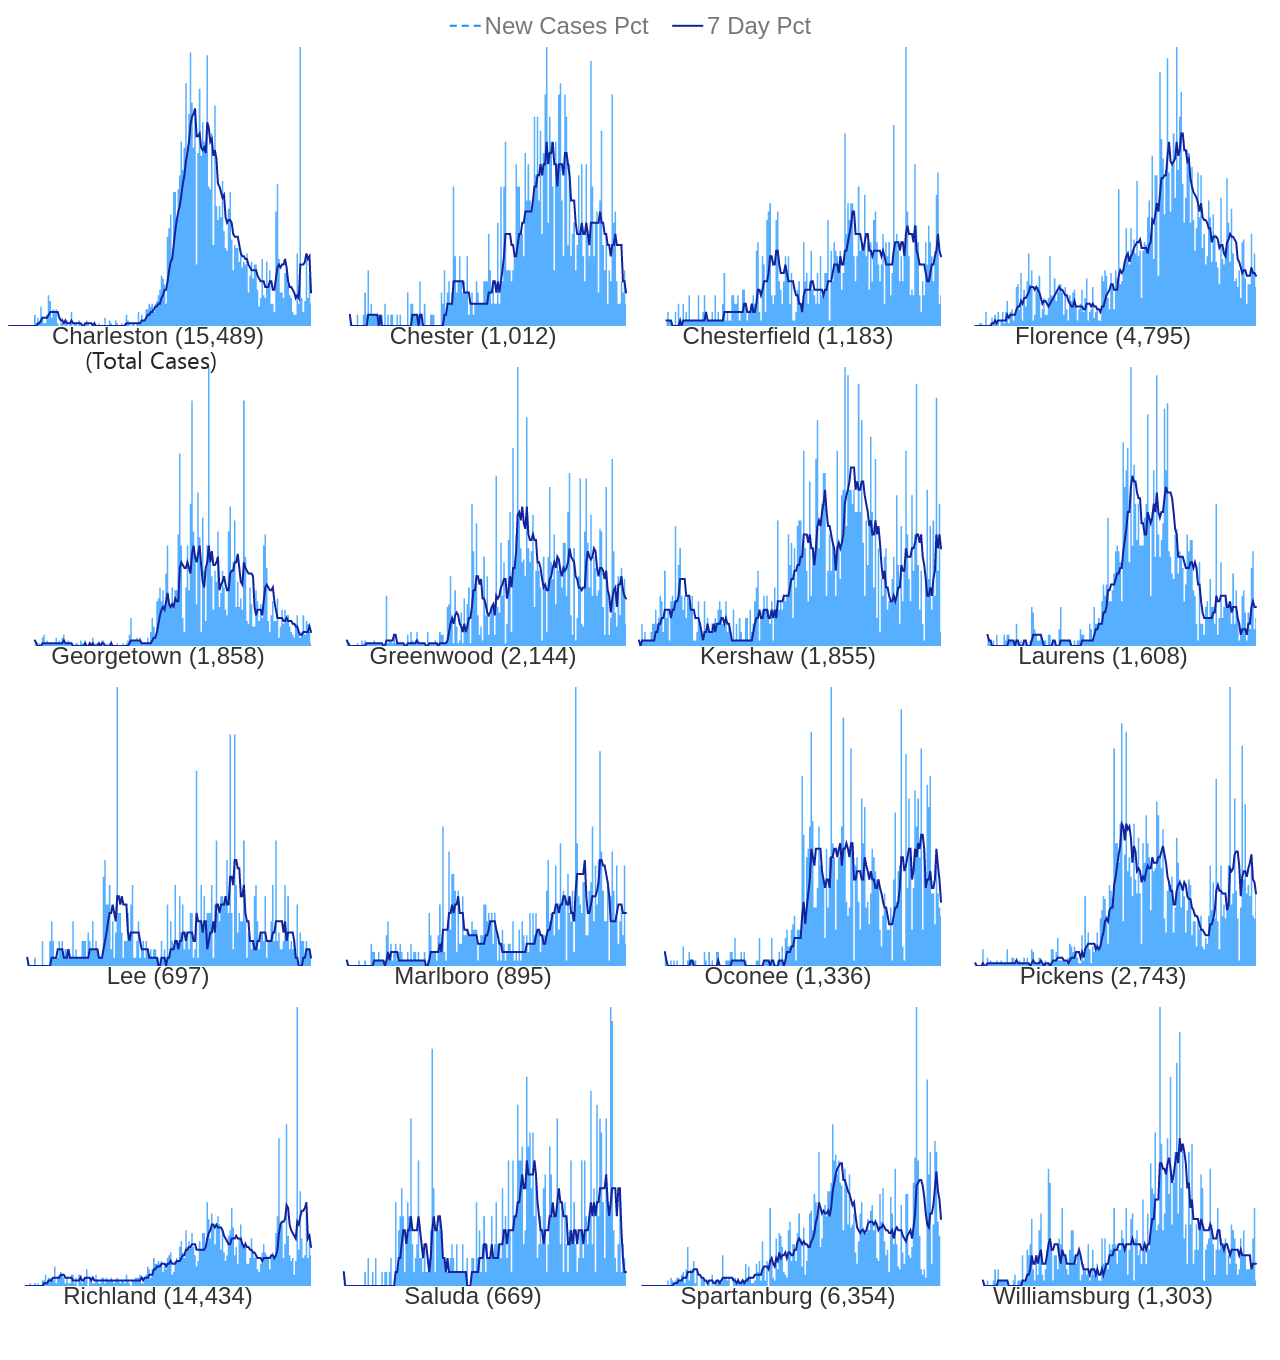 New Cases Pct 7 Day Pct
Charleston (15,489) Chester (1,012) Chesterfield (1,183) Florence (4,795)
(Total Cases)
Georgetown (1,858) Greenwood (2,144) Kershaw (1,855) Laurens (1,608)
Lee (697) Marlboro (895) Oconee (1,336) Pickens (2,743)
Richland (14,434) Saluda (669) Spartanburg (6,354) Williamsburg (1,303)